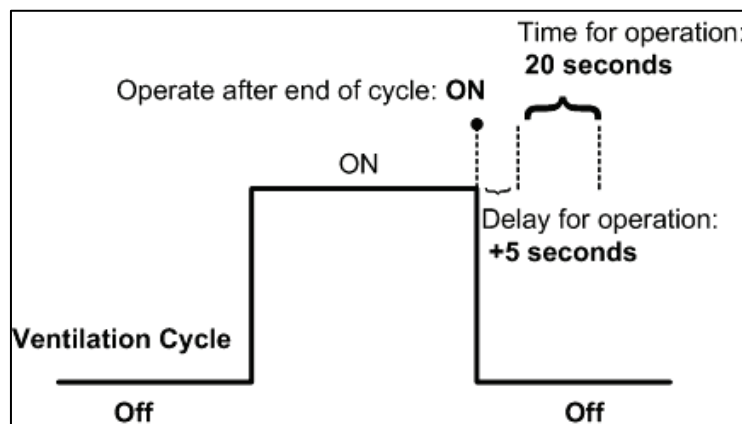 Time for operation:
20 seconds
Operate after end of cycle: ON
ON
Delay for operation:
+5 seconds
Ventilation Cycle
Off
Off